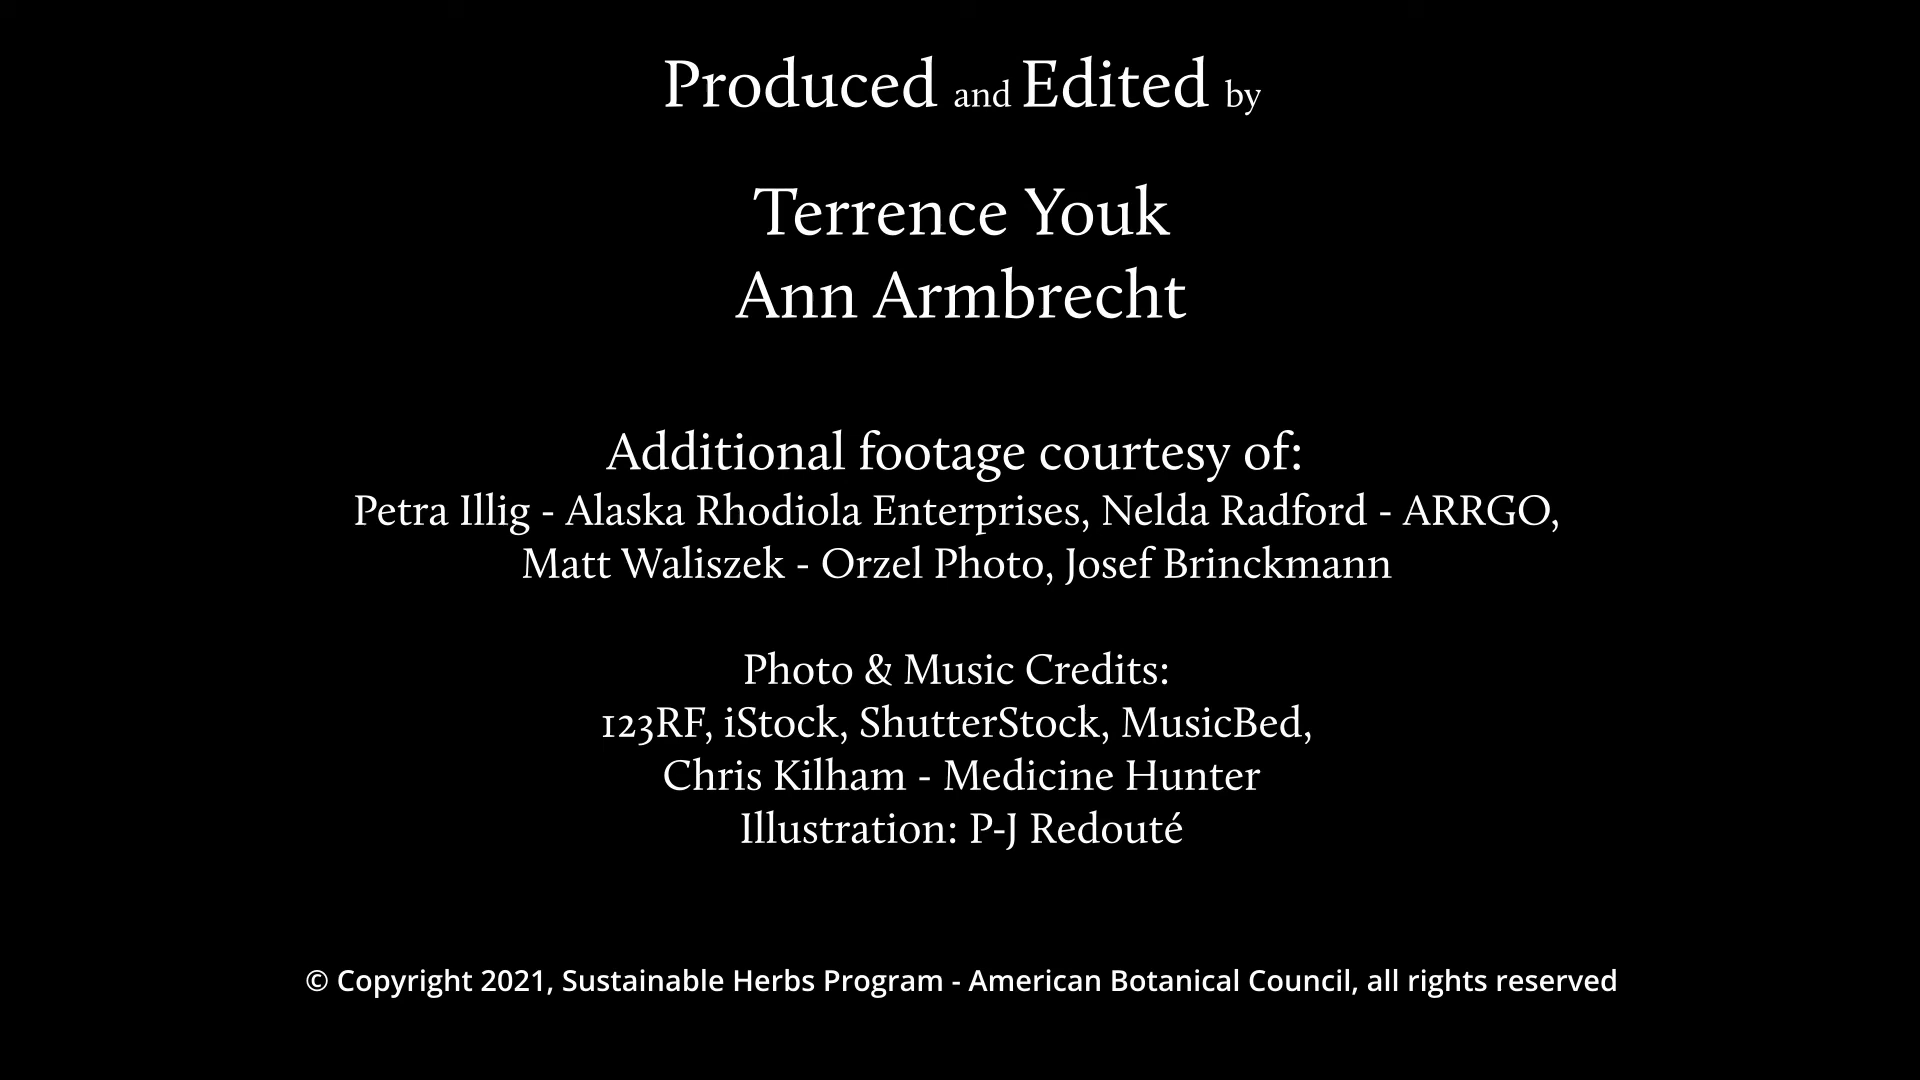 Produced and Edited by
Terrence Youk
Ann Armbrecht
Additional footage courtesy of:
Petra Illig - Alaska Rhodiola Enterprises, Nelda Radford - ARRGO,
Matt Waliszek - Orzel Photo, Josef Brinckmann
Photo & Music Credits:
123RF, iStock, ShutterStock, MusicBed,
Chris Kilham - Medicine Hunter
Illustration: P-J Redouté
© Copyright 2021, Sustainable Herbs Program - American Botanical Council, all rights reserved